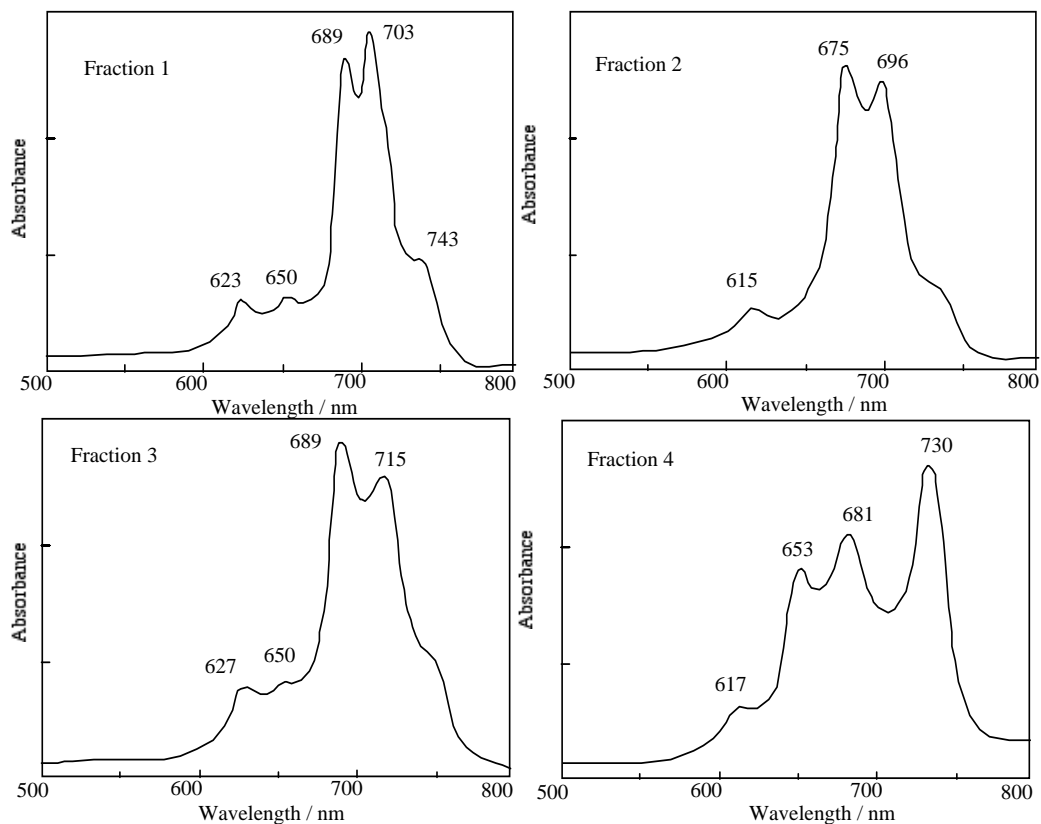 Fraction 1
689
703
623
650
743
Absorbance
500
600
700
800
Wavelength / nm
Fraction 2
675
696
615
Absorbance
500
600
700
800
Wavelength / nm
Fraction 3
689
715
627
650
Absorbance
500
600
700
800
Wavelength / nm
Fraction 4
730
681
653
617
Absorbance
500
600
700
800
Wavelength / nm